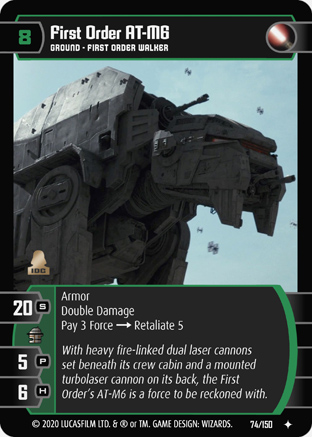 8
First Order AT-M6
GROUND - FIRST ORDER WALKER
IDC
20 S
5 P
6 H
Armor
Double Damage
Pay 3 Force → Retaliate 5
With heavy fire-linked dual laser cannons
set beneath its crew cabin and a mounted
turbolaser cannon on its back, the First
Order's AT-M6 is a force to be reckoned with.
© 2020 LUCASFILM LTD. & ® or TM. GAME DESIGN: WIZARDS.
74/150